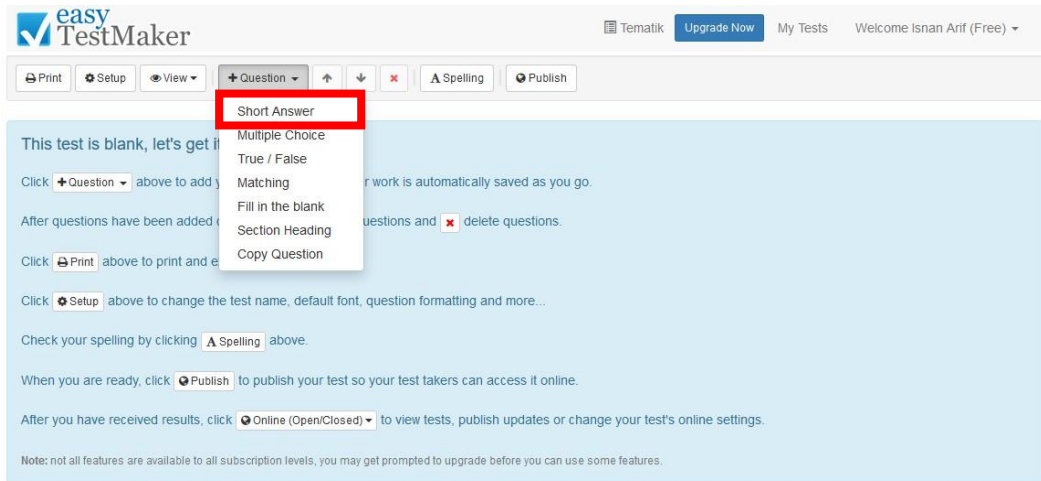 easy
TestMaker
Tematik Upgrade Now My Tests Welcome Isnan Arif (Free)
Print Setup View + Question A Spelling Publish
Short Answer
Multiple Choice
True / False
Matching
Fill in the blank
Section Heading
Copy Question
This test is blank, let's get
Click + Question above to add work is automatically saved as you go.
After questions have been added and delete questions.
Click Print above to print and
Click Setup above to change the test name, default font, question formatting and more...
Check your spelling by clicking A Spelling above.
When you are ready, click Publish to publish your test so your test takers can access it online.
After you have received results, click Online (Open/Closed) to view tests, publish updates or change your test's online settings.
Note: not all features are available to all subscription levels, you may get prompted to upgrade before you can use some features.